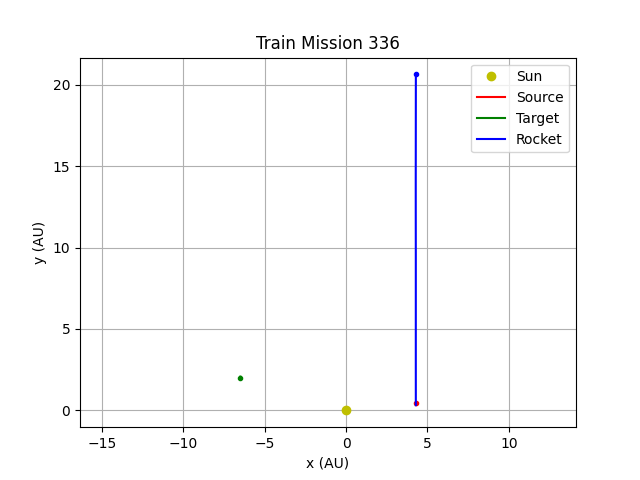 Train Mission 336
Sun
Source
Target
Rocket
y (AU)
20
15
10
5
0
−15
−10
−5
0
5
10
x (AU)